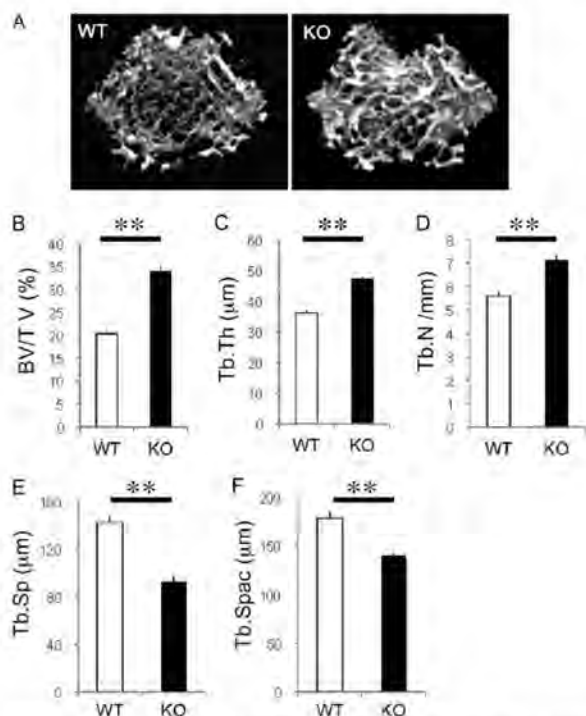 A
WT
KO
B
**
BV/T V (%)
40
35
30
25
20
15
10
5
0
WT KO
C
**
Tb.Th (μm)
60
50
40
30
20
10
0
WT KO
D
**
Tb.N /mm)
8
7
6
5
4
3
2
1
0
WT KO
E
**
Tb.Sp (μm)
160
120
80
40
0
WT KO
F
**
Tb.Spac (μm)
200
150
100
50
0
WT KO